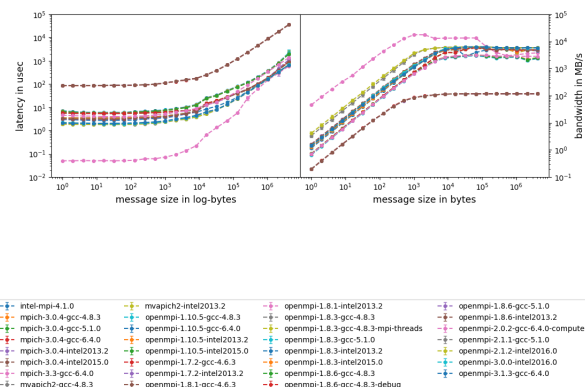 10⁵
10⁴
10³
10²
10¹
10⁰
10⁻¹
10⁻²
latency in usec
10⁰ 10¹ 10² 10³ 10⁴ 10⁵ 10⁶
message size in log-bytes
10⁵
10⁴
10³
10²
10¹
10⁰
10⁻¹
bandwidth in MB/s
10⁰ 10¹ 10² 10³ 10⁴ 10⁵ 10⁶
message size in bytes
intel-mpi-4.1.0
mpich-3.0.4-gcc-4.8.3
mpich-3.0.4-gcc-5.1.0
mpich-3.0.4-gcc-6.4.0
mpich-3.0.4-intel2013.2
mpich-3.0.4-intel2015.0
mpich-3.3-gcc-6.4.0
mvapich2-gcc-4.8.3
mvapich2-intel2013.2
openmpi-1.10.5-gcc-4.8.3
openmpi-1.10.5-gcc-6.4.0
openmpi-1.10.5-intel2013.2
openmpi-1.10.5-intel2015.0
openmpi-1.7.2-gcc-4.6.3
openmpi-1.7.2-intel2013.2
openmpi-1.8.1-gcc-4.6.3
openmpi-1.8.1-intel2013.2
openmpi-1.8.3-gcc-4.8.3
openmpi-1.8.3-gcc-4.8.3-mpi-threads
openmpi-1.8.3-gcc-5.1.0
openmpi-1.8.3-intel2013.2
openmpi-1.8.3-intel2015.0
openmpi-1.8.6-gcc-4.8.3
openmpi-1.8.6-gcc-4.8.3-debug
openmpi-1.8.6-gcc-5.1.0
openmpi-1.8.6-intel2013.2
openmpi-2.0.2-gcc-6.4.0-compute
openmpi-2.1.1-gcc-5.1.0
openmpi-2.1.2-intel2016.0
openmpi-3.0.0-intel2016.0
openmpi-3.1.3-gcc-6.4.0